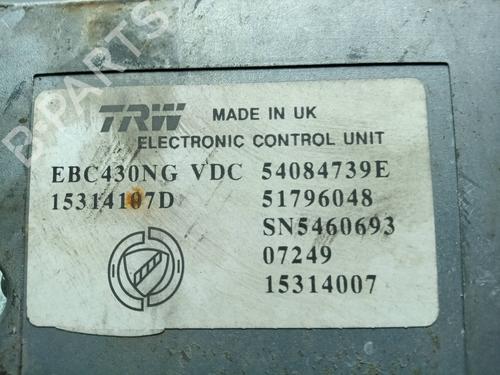 TRW MADE IN UK
ELECTRONIC CONTROL UNIT
EBC430NG VDC 54084739E
15314107D 51796048
SN5460693
07249
15314007
B-PARTS